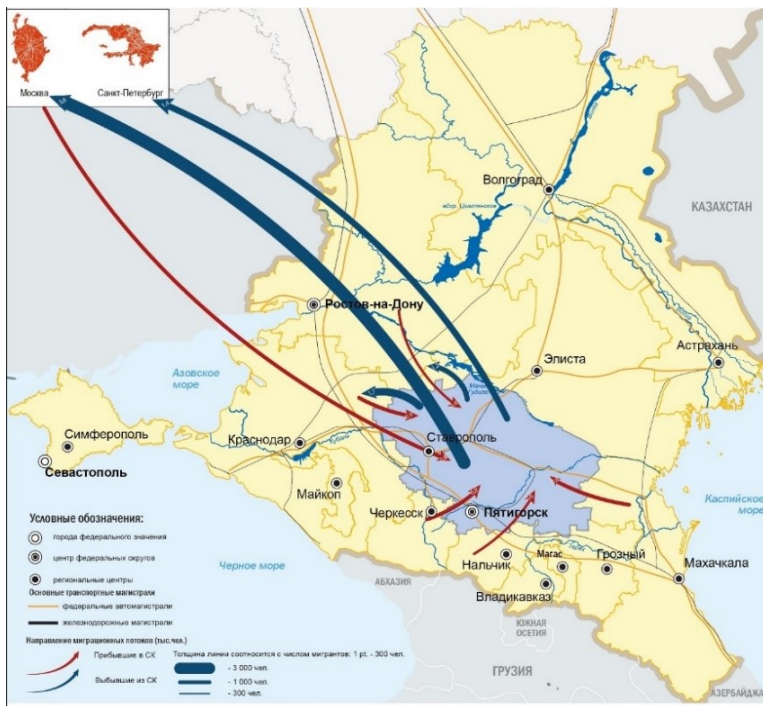 Москва
Санкт-Петербург
Волгоград
КАЗАХСТАН
вдхр. Цимлянское
Ростов-на-Дону
Астрахань
Элиста
Азовское
море
Ставрополь
Краснодар
Симферополь
Севастополь
Майкоп
Каспийское
море
Черкесск
Пятигорск
Условные обозначения:
города федерального значения
центр федеральных округов
региональные центры
Основные транспортные магистрали
федеральные автомагистрали
железнодорожные магистрали
Черное море
Нальчик
Магас
Грозный
Махачкала
Владикавказ
АБХАЗИЯ
ЮЖНАЯ
ОСЕТИЯ
ГРУЗИЯ
АЗЕРБАЙДЖА
Направление миграционных потоков (тыс.чел.)
Прибывшие в СК
Выбывшие из СК
Толщина линии соотносится с числом мигрантов: 1 pt. - 300 чел.
- 3 000 чел.
- 1 000 чел.
- 300 чел.